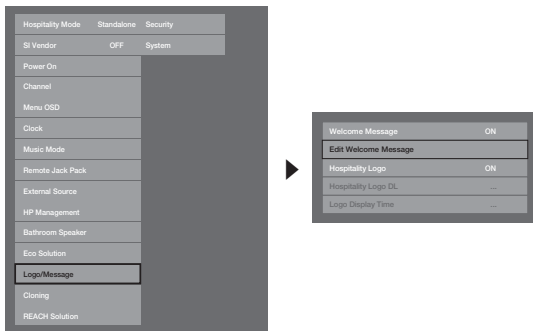 Hospitality Mode Standalone Security
SI Vendor OFF System
Power On
Channel
Menu OSD
Clock
Music Mode
Remote Jack Pack
External Source
HP Management
Bathroom Speaker
Eco Solution
Logo/Message
Cloning
REACH Solution
Welcome Message ON
Edit Welcome Message
Hospitality Logo ON
Hospitality Logo DL ...
Logo Display Time ...